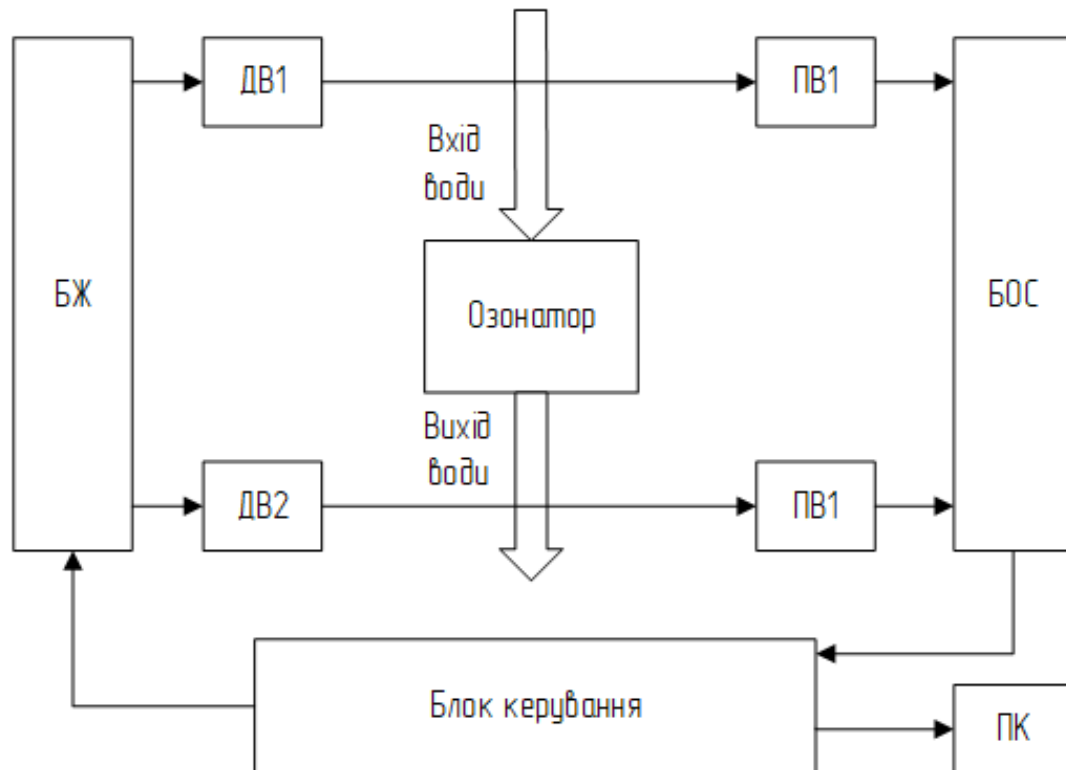 ДВ1
ПВ1
Вхід
води
БЖ
Озонатор
БОС
Вихід
води
ДВ2
ПВ1
Блок керування
ПК